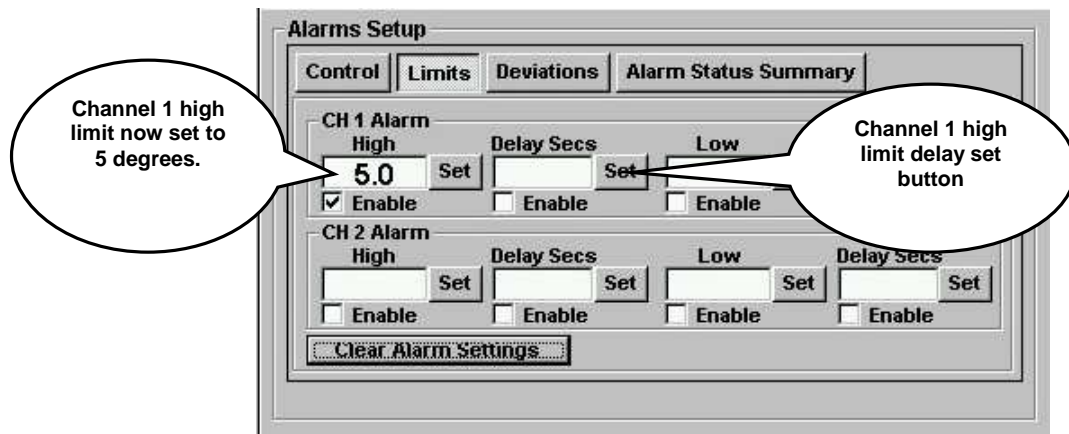 Alarms Setup
Control Limits Deviations Alarm Status Summary
Channel 1 high
limit now set to
5 degrees.
CH 1 Alarm
High Delay Secs Low
5.0 Set Set
Enable Enable Enable
Channel 1 high
limit delay set
button
CH 2 Alarm
High Delay Secs Low Delay Secs
Set Set Set Set
Enable Enable Enable Enable
Clear Alarm Settings